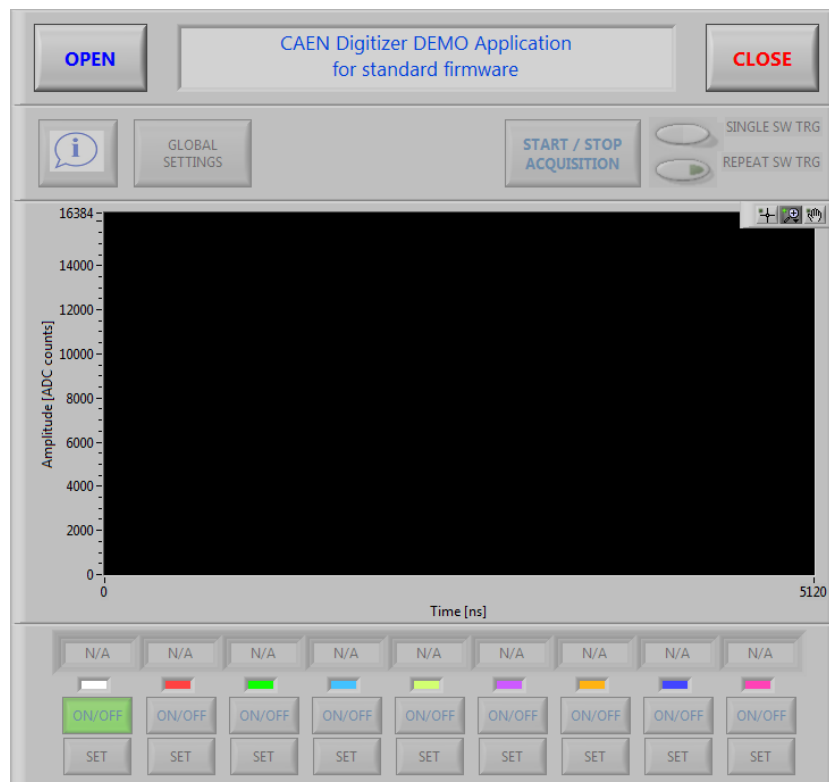 OPEN
CAEN Digitizer DEMO Application
for standard firmware
CLOSE
i
GLOBAL
SETTINGS
START / STOP
ACQUISITION
SINGLE SW TRG
REPEAT SW TRG
Amplitude [ADC counts]
16384
14000
12000
10000
8000
6000
4000
2000
0
0
5120
Time [ns]
N/A N/A N/A N/A N/A N/A N/A N/A N/A
ON/OFF ON/OFF ON/OFF ON/OFF ON/OFF ON/OFF ON/OFF ON/OFF ON/OFF
SET SET SET SET SET SET SET SET SET